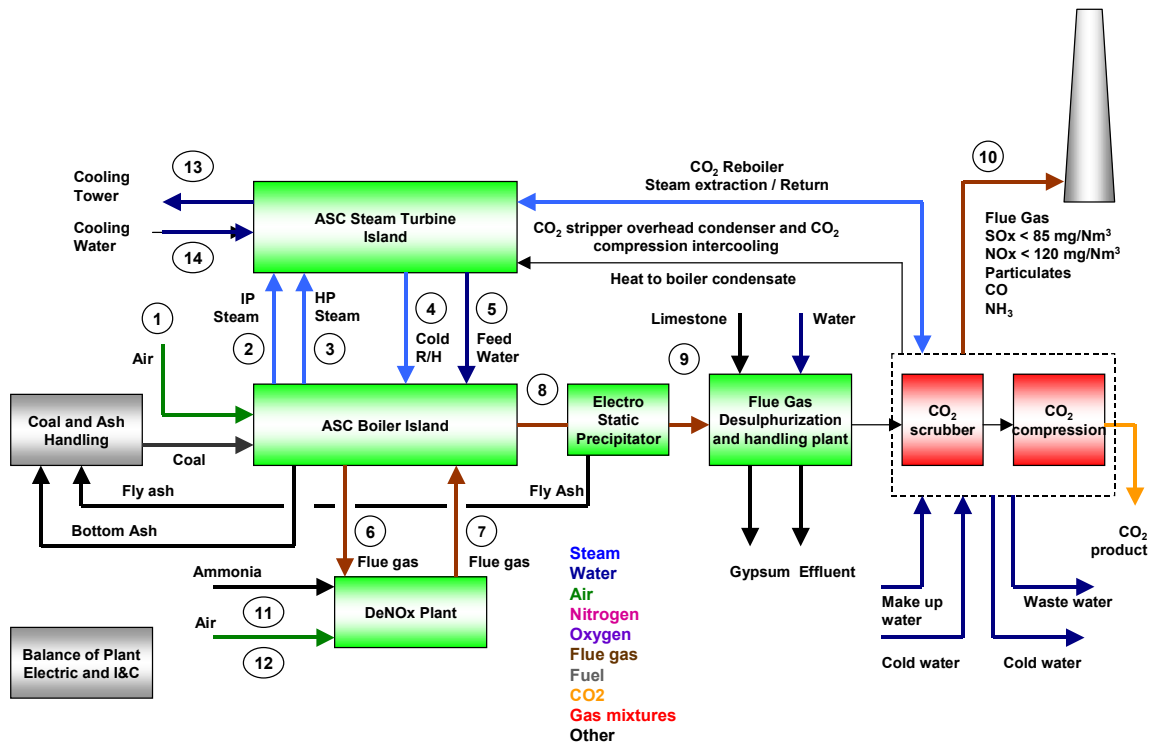 13
Cooling
Tower
Cooling
Water
14
ASC Steam Turbine
Island
CO2 Reboiler
Steam extraction / Return
CO2 stripper overhead condenser and CO2
compression intercooling
Heat to boiler condensate
10
Flue Gas
SOx < 85 mg/Nm3
NOx < 120 mg/Nm3
Particulates
CO
NH3
1
Air
IP
Steam
2
HP
Steam
3
4
Cold
R/H
5
Feed
Water
Limestone
Water
9
8
Coal and Ash
Handling
Coal
ASC Boiler Island
Electro
Static
Precipitator
Flue Gas
Desulphurization
and handling plant
CO2
scrubber
CO2
compression
Fly ash
Fly Ash
Bottom Ash
6
Flue gas
7
Flue gas
Gypsum
Effluent
CO2
product
Ammonia
11
Air
12
DeNOx Plant
Make up
water
Waste water
Cold water
Cold water
Balance of Plant
Electric and I&C
Steam
Water
Air
Nitrogen
Oxygen
Flue gas
Fuel
CO2
Gas mixtures
Other